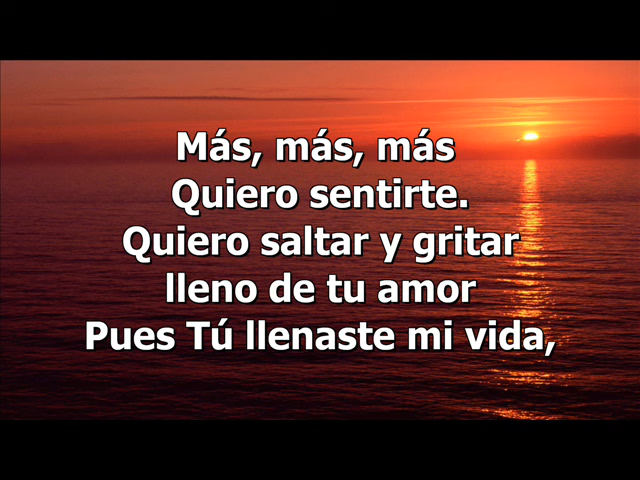 Más, más, más
Quiero sentirte.
Quiero saltar y gritar
lleno de tu amor
Pues Tú llenaste mi vida,